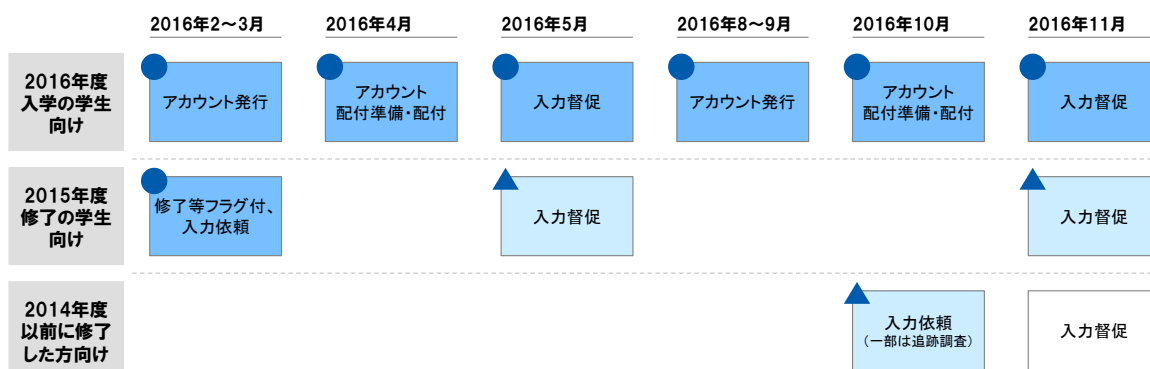 2016年2～3月
2016年4月
2016年5月
2016年8～9月
2016年10月
2016年11月
2016年度
入学の学生
向け
アカウント発行
アカウント
配付準備・配付
入力督促
アカウント発行
アカウント
配付準備・配付
入力督促
2015年度
修了の学生
向け
修了等フラグ付、
入力依頼
入力督促
入力督促
2014年度
以前に修了
した方向け
入力依頼
（一部は追跡調査）
入力督促